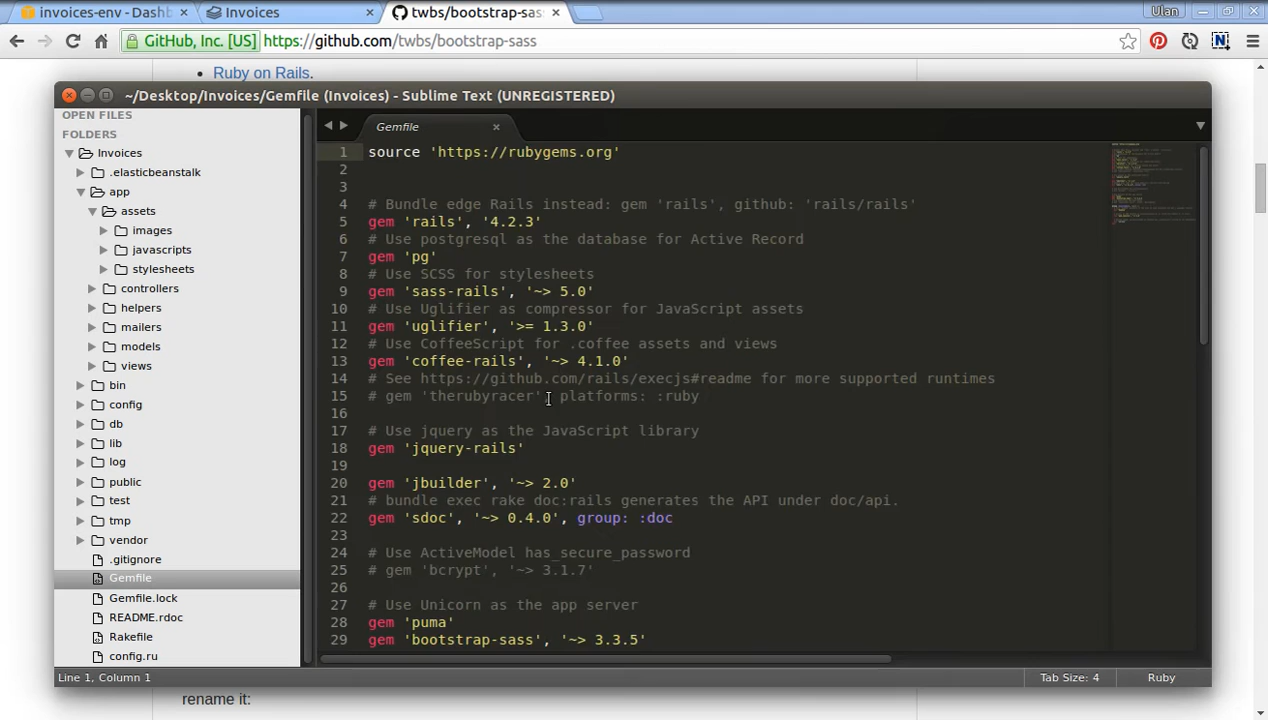 invoices-env - Dashb
Invoices
twbs/bootstrap-sass
Ulan
GitHub, Inc. [US]
https://github.com/twbs/bootstrap-sass
Ruby on Rails.
~/Desktop/Invoices/Gemfile (Invoices) - Sublime Text (UNREGISTERED)
OPEN FILES
FOLDERS
Invoices
.elasticbeanstalk
app
assets
images
javascripts
stylesheets
controllers
helpers
mailers
models
views
bin
config
db
lib
log
public
test
tmp
vendor
.gitignore
Gemfile
Gemfile.lock
README.rdoc
Rakefile
config.ru
Gemfile
1 source 'https://rubygems.org'
2
3
4 # Bundle edge Rails instead: gem 'rails', github: 'rails/rails'
5 gem 'rails', '4.2.3'
6 # Use postgresql as the database for Active Record
7 gem 'pg'
8 # Use SCSS for stylesheets
9 gem 'sass-rails', '~> 5.0'
10 # Use Uglifier as compressor for JavaScript assets
11 gem 'uglifier', '>= 1.3.0'
12 # Use CoffeeScript for .coffee assets and views
13 gem 'coffee-rails', '~> 4.1.0'
14 # See https://github.com/rails/execjs#readme for more supported runtimes
15 # gem 'therubyracer', platforms: :ruby
16
17 # Use jquery as the JavaScript library
18 gem 'jquery-rails'
19
20 gem 'jbuilder', '~> 2.0'
21 # bundle exec rake doc:rails generates the API under doc/api.
22 gem 'sdoc', '~> 0.4.0', group: :doc
23
24 # Use ActiveModel has_secure_password
25 # gem 'bcrypt', '~> 3.1.7'
26
27 # Use Unicorn as the app server
28 gem 'puma'
29 gem 'bootstrap-sass', '~> 3.3.5'
Line 1, Column 1
Tab Size: 4
Ruby
rename it: